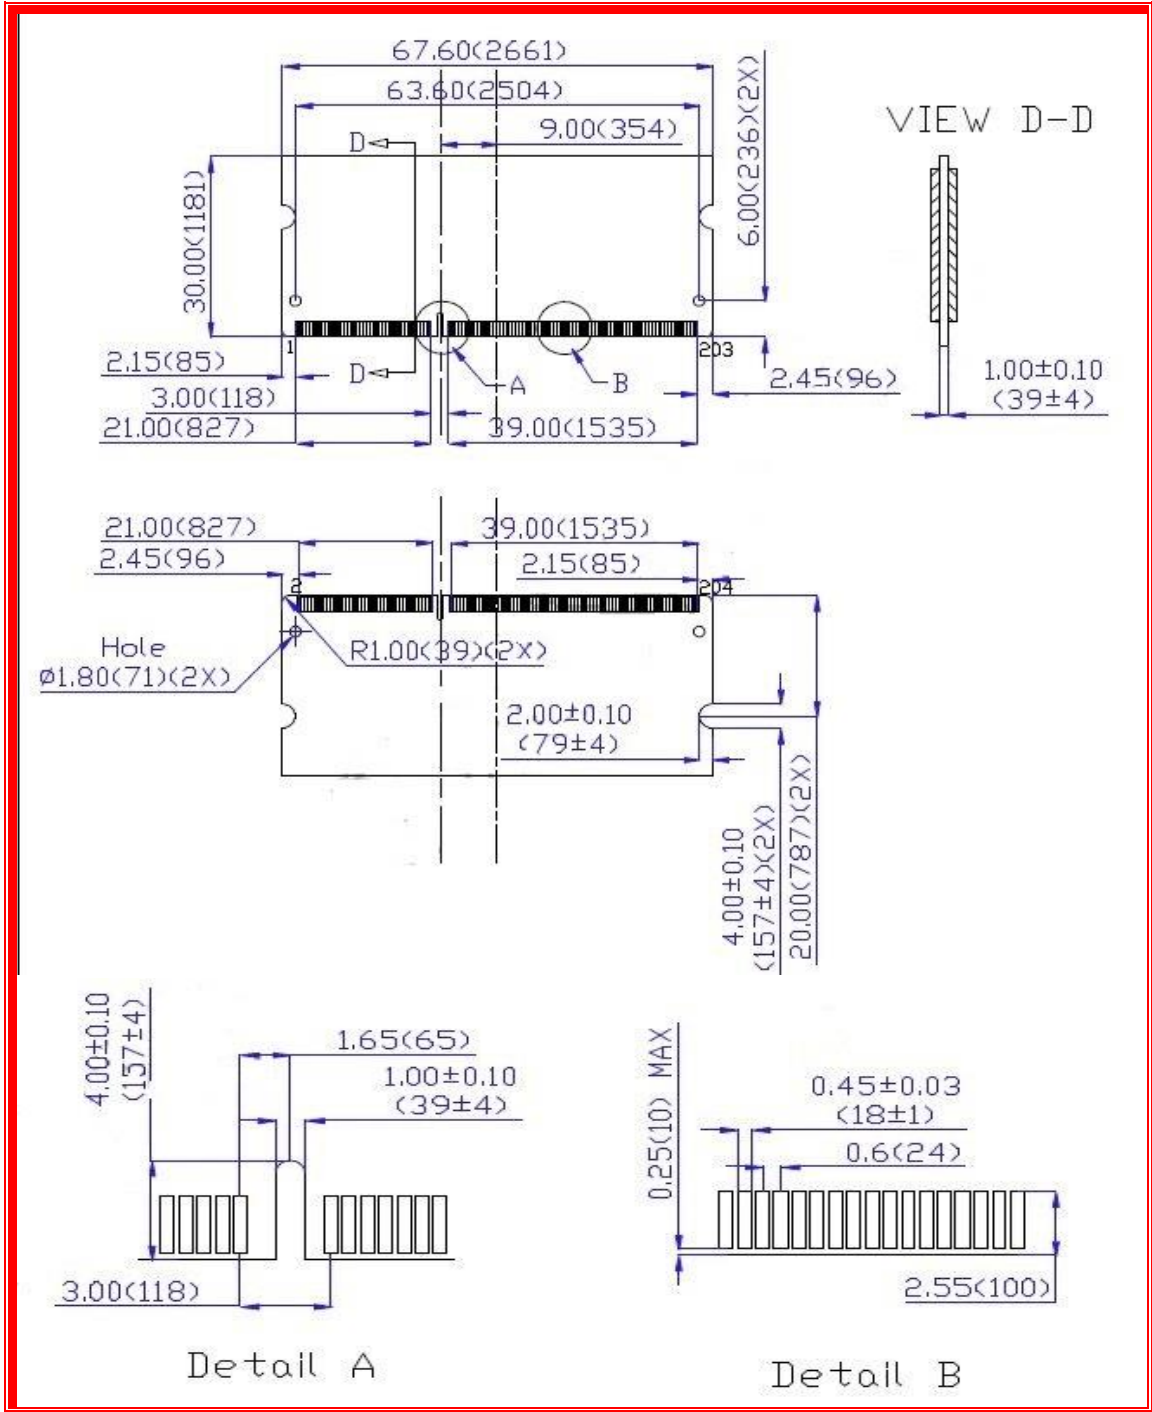 67.60(2661)
63.60(2504)
9.00(354)
VIEW D-D
D
30.00(1181)
6.00(236)(2X)
1
203
2.15(85)
D
A
B
2.45(96)
1.00±0.10
(39±4)
3.00(118)
21.00(827)
39.00(1535)
21.00(827)
39.00(1535)
2.45(96)
2.15(85)
2
204
Hole
Ø1.80(71)(2X)
R1.00(39)(2X)
2.00±0.10
(79±4)
4.00±0.10
(157±4)(2X)
20.00(787)(2X)
4.00±0.10
(157±4)
1.65(65)
1.00±0.10
(39±4)
3.00(118)
Detail A
0.25(10) MAX
0.45±0.03
(18±1)
0.6(24)
2.55(100)
Detail B